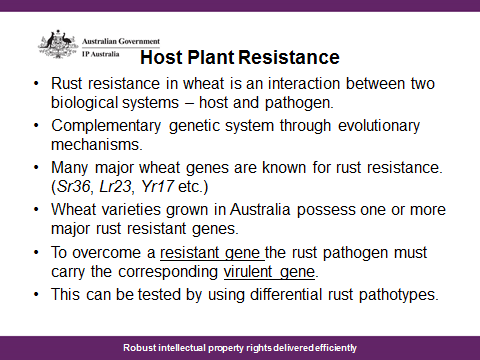 Australian Government
IP Australia
Host Plant Resistance
• Rust resistance in wheat is an interaction between two
biological systems – host and pathogen.
• Complementary genetic system through evolutionary
mechanisms.
• Many major wheat genes are known for rust resistance.
(Sr36, Lr23, Yr17 etc.)
• Wheat varieties grown in Australia possess one or more
major rust resistant genes.
• To overcome a resistant gene the rust pathogen must
carry the corresponding virulent gene.
• This can be tested by using differential rust pathotypes.
Robust intellectual property rights delivered efficiently